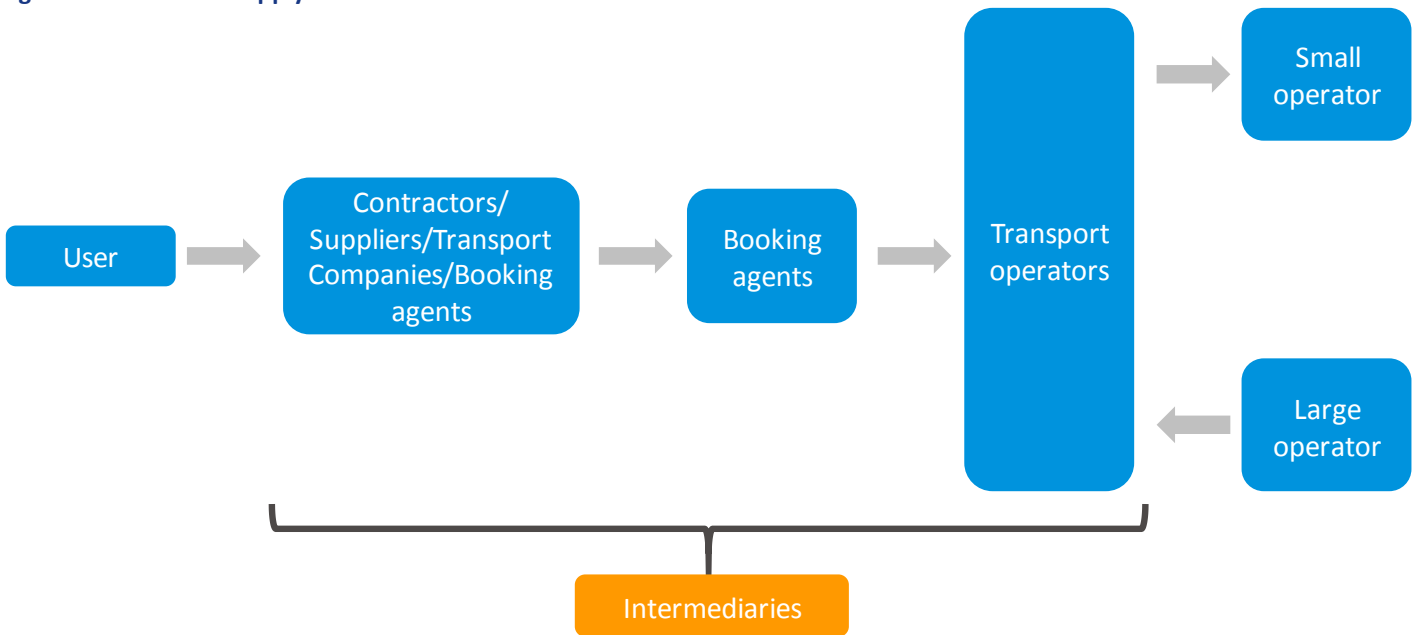 User
Contractors/
Suppliers/Transport
Companies/Booking
agents
Booking
agents
Transport
operators
Small
operator
Large
operator
Intermediaries